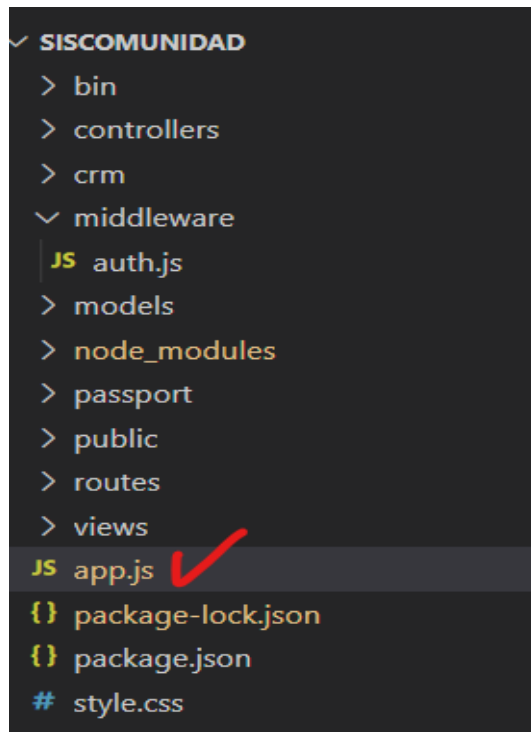 SISCOMUNIDAD
bin
controllers
crm
middleware
JS auth.js
models
node_modules
passport
public
routes
views
JS app.js
{} package-lock.json
{} package.json
# style.css